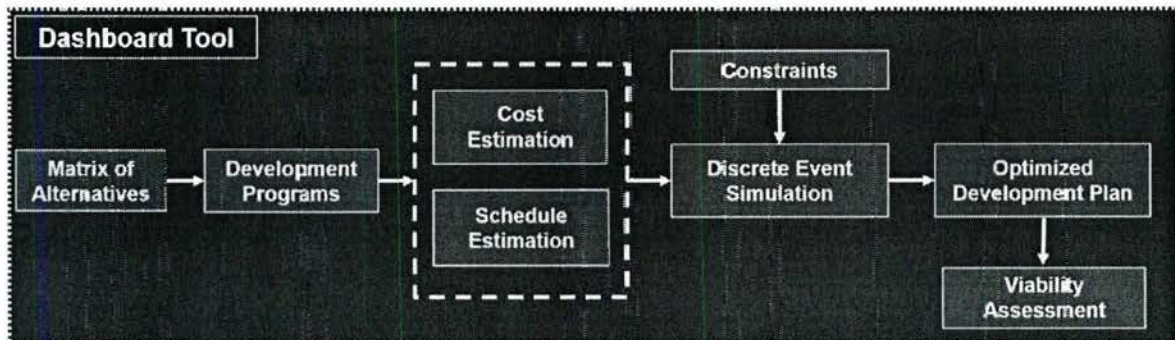 Dashboard Tool
Matrix of
Alternatives
Development
Programs
Cost
Estimation
Schedule
Estimation
Constraints
Discrete Event
Simulation
Optimized
Development Plan
Viability
Assessment